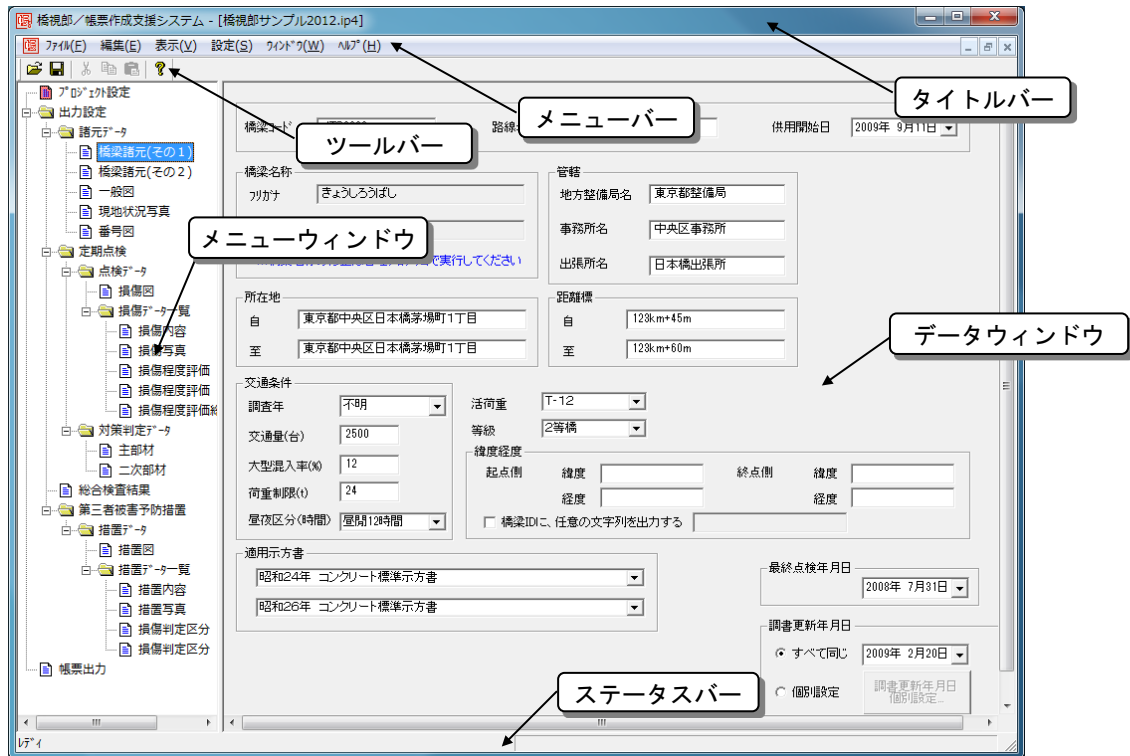 橋視郎／帳票作成支援システム - [橋視郎サンプル2012.ip4]
ﾌｧｲﾙ(F) 編集(E) 表示(V) 設定(S) ｳｨﾝﾄﾞｳ(W) ﾍﾙﾌﾟ(H)
タイトルバー
メニューバー
ツールバー
メニューウィンドウ
データウィンドウ
ステータスバー
ﾌﾟﾛｼﾞｪｸﾄ設定
出力設定
諸元ﾃﾞｰﾀ
橋梁諸元(その１)
橋梁諸元(その２)
一般図
現地状況写真
番号図
定期点検
点検ﾃﾞｰﾀ
損傷図
損傷ﾃﾞｰﾀ一覧
損傷内容
損傷写真
損傷程度評価
損傷程度評価
損傷程度評価
対策判定ﾃﾞｰﾀ
主部材
二次部材
総合検査結果
第三者被害予防措置
措置ﾃﾞｰﾀ
措置図
措置ﾃﾞｰﾀ一覧
措置内容
措置写真
損傷判定区分
損傷判定区分
帳票出力
橋梁ｺｰﾄﾞ
路線
供用開始日 2009年 9月11日
橋梁名称
ﾌﾘｶﾞﾅ きょうしろうばし
で実行してください
管轄
地方整備局名 東京都整備局
事務所名 中央区事務所
出張所名 日本橋出張所
所在地
自 東京都中央区日本橋茅場町1丁目
至 東京都中央区日本橋茅場町1丁目
距離標
自 123km+45m
至 123km+60m
交通条件
調査年 不明
交通量(台) 2500
大型混入率(%) 12
荷重制限(t) 24
昼夜区分(時間) 昼間12時間
活荷重 T-12
等級 2等橋
緯度経度
起点側 緯度
経度
終点側 緯度
経度
橋梁IDに、任意の文字列を出力する
適用示方書
昭和24年 コンクリート標準示方書
昭和26年 コンクリート標準示方書
最終点検年月日
2008年 7月31日
調書更新年月日
すべて同じ 2009年 2月20日
個別設定 調書更新年月日
個別設定...
ﾚﾃﾞｨ